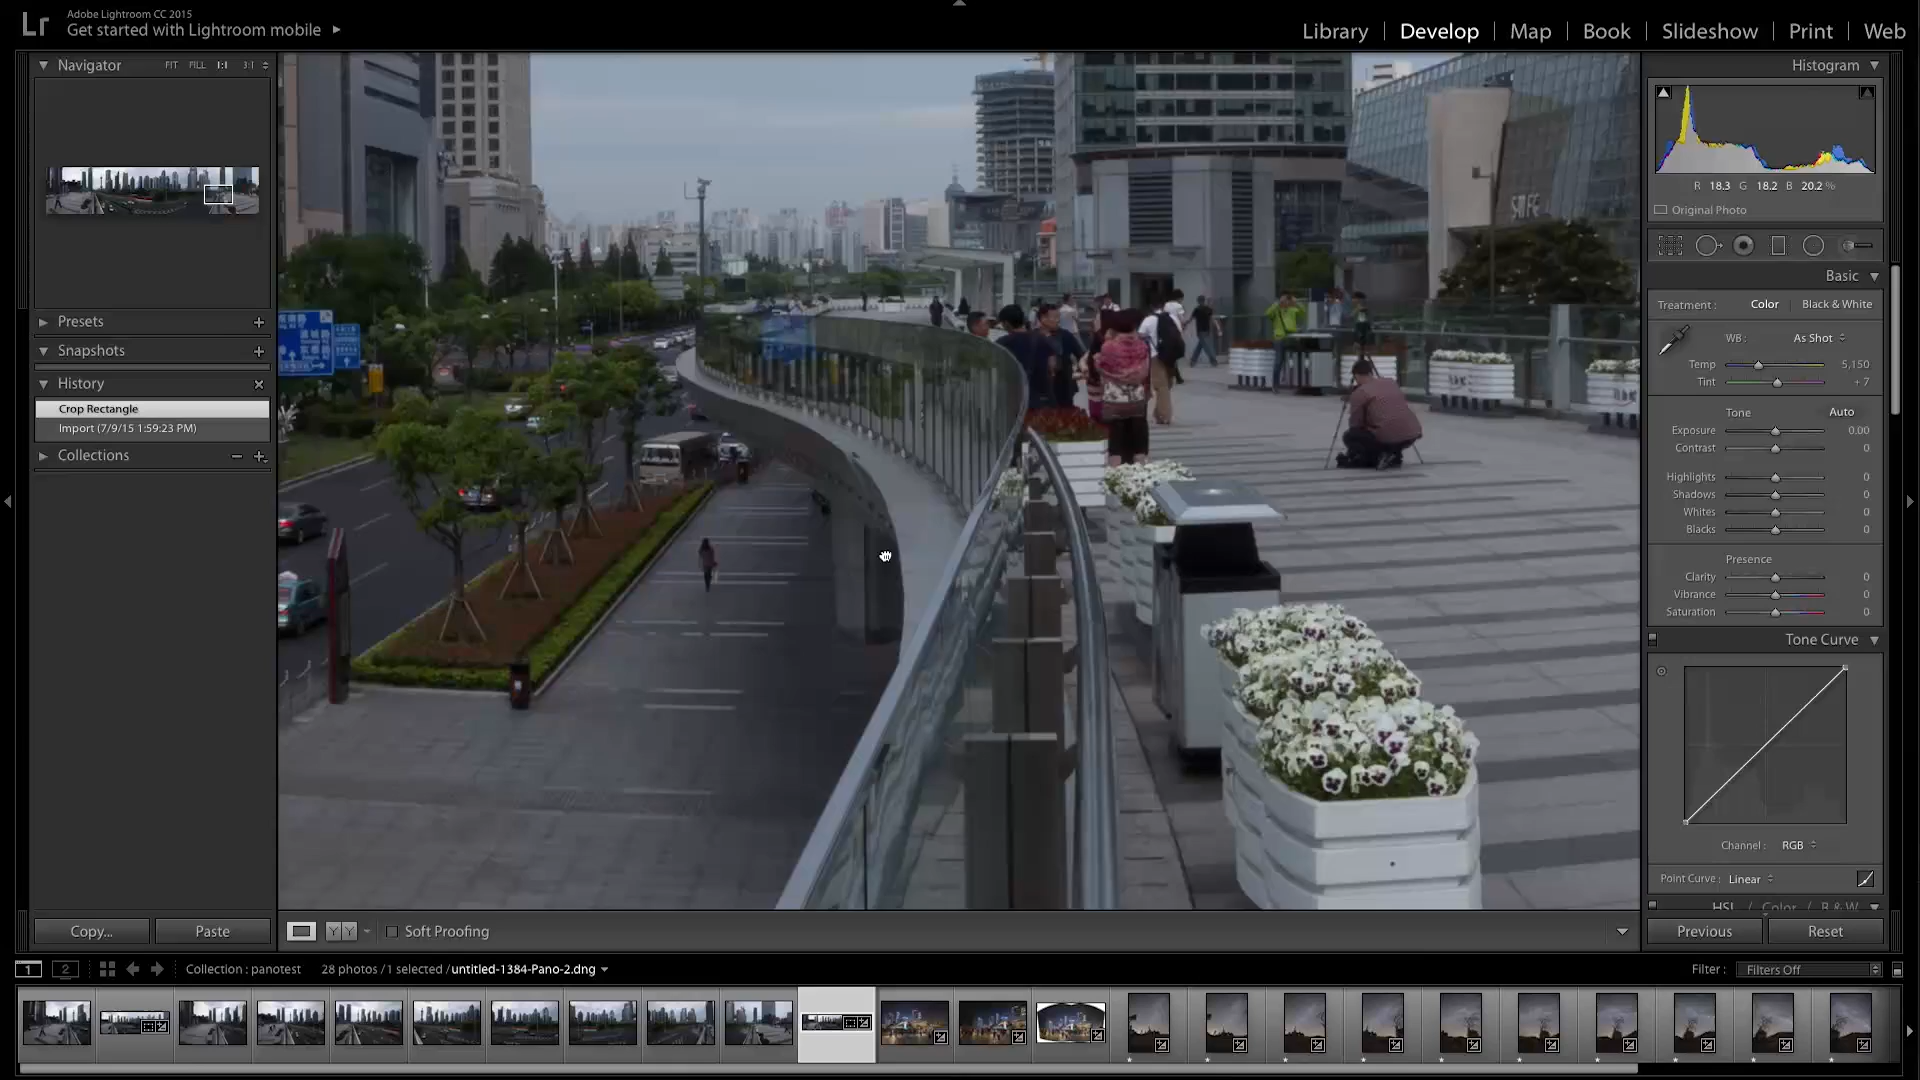 Lr
Adobe Lightroom CC 2015
Get started with Lightroom mobile
Library | Develop | Map | Book | Slideshow | Print | Web
Navigator FIT FILL 1:1 3:1
Presets
Snapshots
History
Crop Rectangle
Import (7/9/15 1:59:23 PM)
Collections
Copy... Paste
Histogram
R 18.3 G 18.2 B 20.2 %
Original Photo
Basic
Treatment : Color Black & White
WB : As Shot
Temp 5,150
Tint + 7
Tone Auto
Exposure 0.00
Contrast 0
Highlights 0
Shadows 0
Whites 0
Blacks 0
Presence
Clarity 0
Vibrance 0
Saturation 0
Tone Curve
Channel : RGB
Point Curve : Linear
HSL / Color / B & W
Previous Reset
YY Soft Proofing
1 2 Collection : panotest 28 photos / 1 selected / untitled-1384-Pano-2.dng
Filter : Filters Off